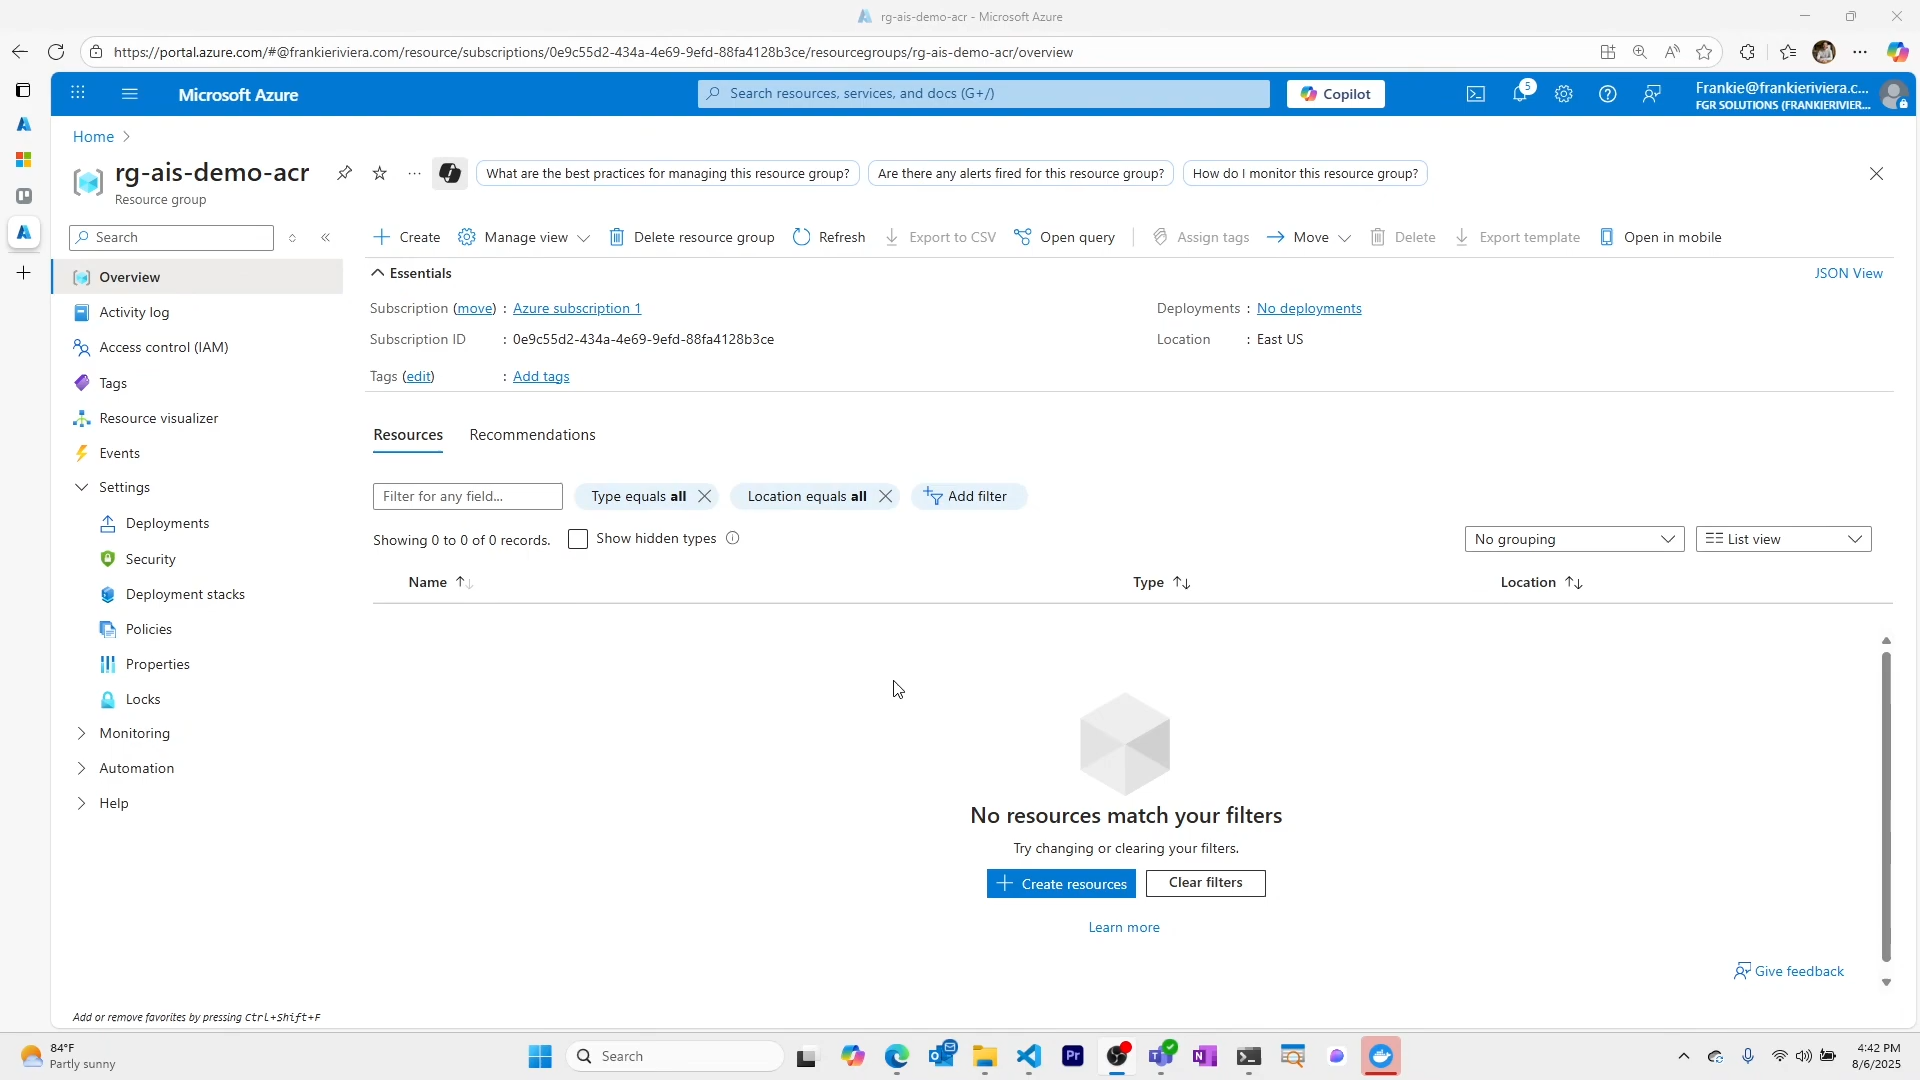 rg-ais-demo-acr - Microsoft Azure
https://portal.azure.com/#@frankieriviera.com/resource/subscriptions/0e9c55d2-434a-4e69-9efd-88fa4128b3ce/resourcegroups/rg-ais-demo-acr/overview
Microsoft Azure
Search resources, services, and docs (G+/)
Copilot
5
Frankie@frankieriviera.c...
FGR SOLUTIONS (FRANKIERIVIER...
Home
rg-ais-demo-acr
Resource group
What are the best practices for managing this resource group?
Are there any alerts fired for this resource group?
How do I monitor this resource group?
Search
Create
Manage view
Delete resource group
Refresh
Export to CSV
Open query
Assign tags
Move
Delete
Export template
Open in mobile
Overview
Activity log
Access control (IAM)
Tags
Resource visualizer
Events
Settings
Deployments
Security
Deployment stacks
Policies
Properties
Locks
Monitoring
Automation
Help
Add or remove favorites by pressing Ctrl+Shift+F
Essentials
JSON View
Subscription (move) : Azure subscription 1
Subscription ID : 0e9c55d2-434a-4e69-9efd-88fa4128b3ce
Deployments : No deployments
Location : East US
Tags (edit) : Add tags
Resources
Recommendations
Filter for any field...
Type equals all
Location equals all
Add filter
Showing 0 to 0 of 0 records.
Show hidden types
No grouping
List view
Name
Type
Location
No resources match your filters
Try changing or clearing your filters.
Create resources
Clear filters
Learn more
Give feedback
84°F
Partly sunny
Search
Pr
4:42 PM
8/6/2025